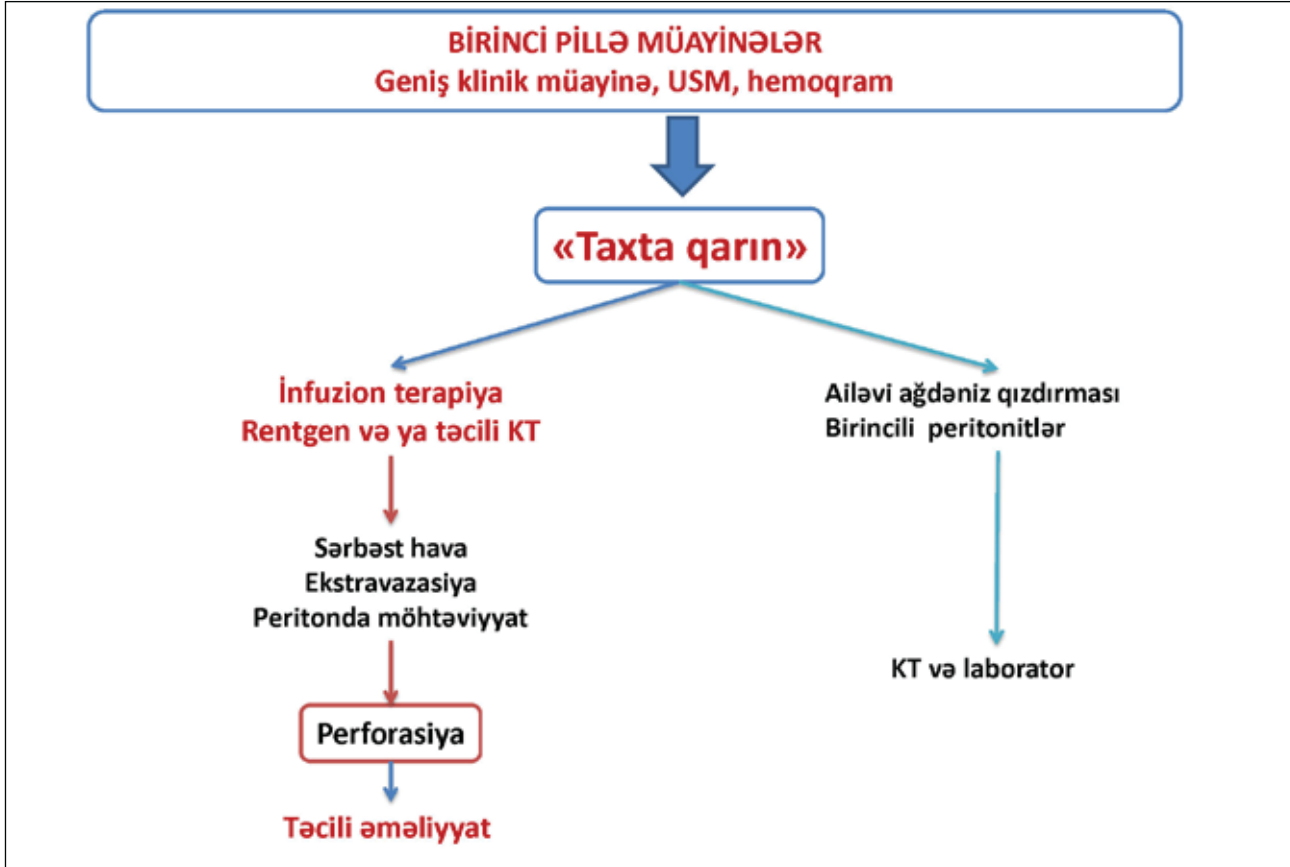 BİRİNCİ PİLLƏ MÜAYİNƏLƏR
Geniş klinik müayinə, USM, hemoqram
«Taxta qarın»
İnfuzion terapiya
Rentgen və ya təcili KT
Ailəvi ağdəniz qızdırması
Birincili peritonitlər
Sərbəst hava
Ekstravazasiya
Peritonda möhtəviyyat
KT və laborator
Perforasiya
Təcili əməliyyat